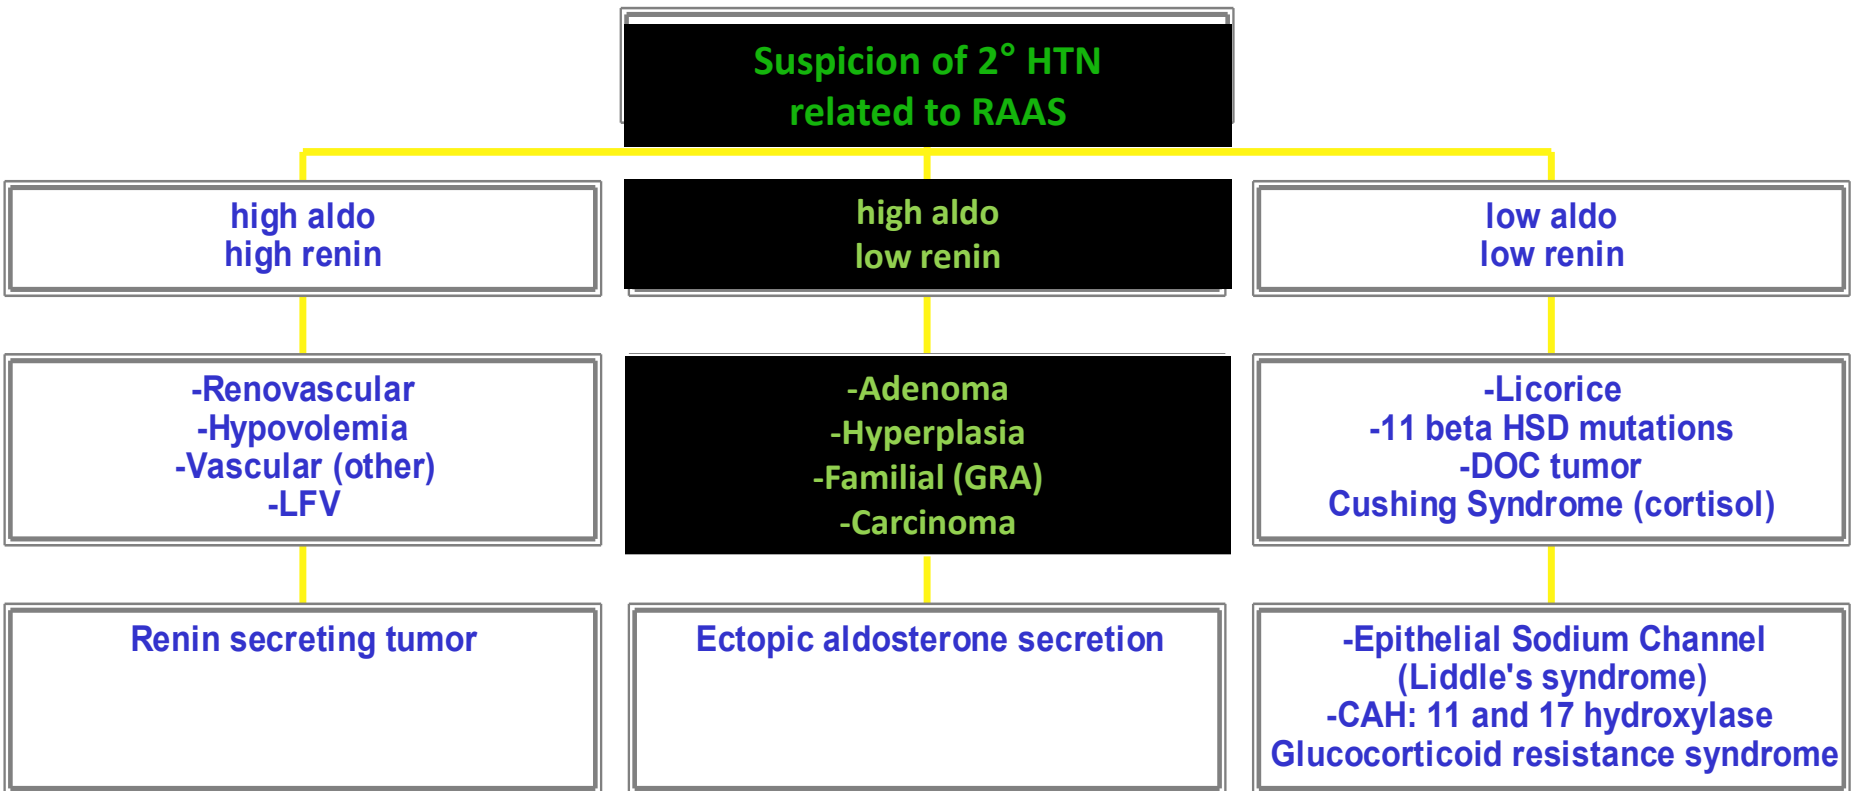 Suspicion of 2° HTN
related to RAAS
high aldo
high renin
high aldo
low renin
low aldo
low renin
-Renovascular
-Hypovolemia
-Vascular (other)
-LFV
-Adenoma
-Hyperplasia
-Familial (GRA)
-Carcinoma
-Licorice
-11 beta HSD mutations
-DOC tumor
Cushing Syndrome (cortisol)
Renin secreting tumor
Ectopic aldosterone secretion
-Epithelial Sodium Channel
(Liddle's syndrome)
-CAH: 11 and 17 hydroxylase
Glucocorticoid resistance syndrome